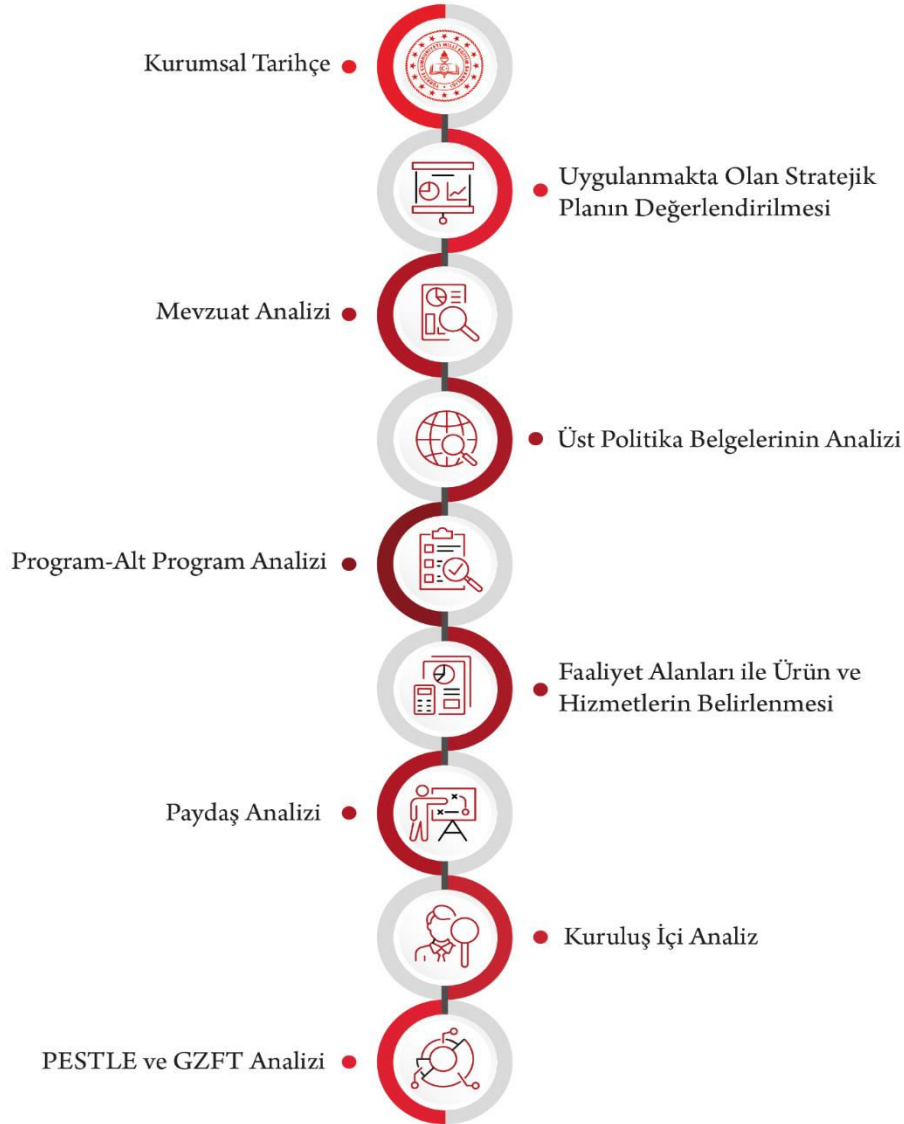 Kurumsal Tarihçe
Uygulanmakta Olan Stratejik
Planın Değerlendirilmesi
Mevzuat Analizi
Üst Politika Belgelerinin Analizi
Program-Alt Program Analizi
Faaliyet Alanları ile Ürün ve
Hizmetlerin Belirlenmesi
Paydaş Analizi
Kuruluş İçi Analiz
PESTLE ve GZFT Analizi